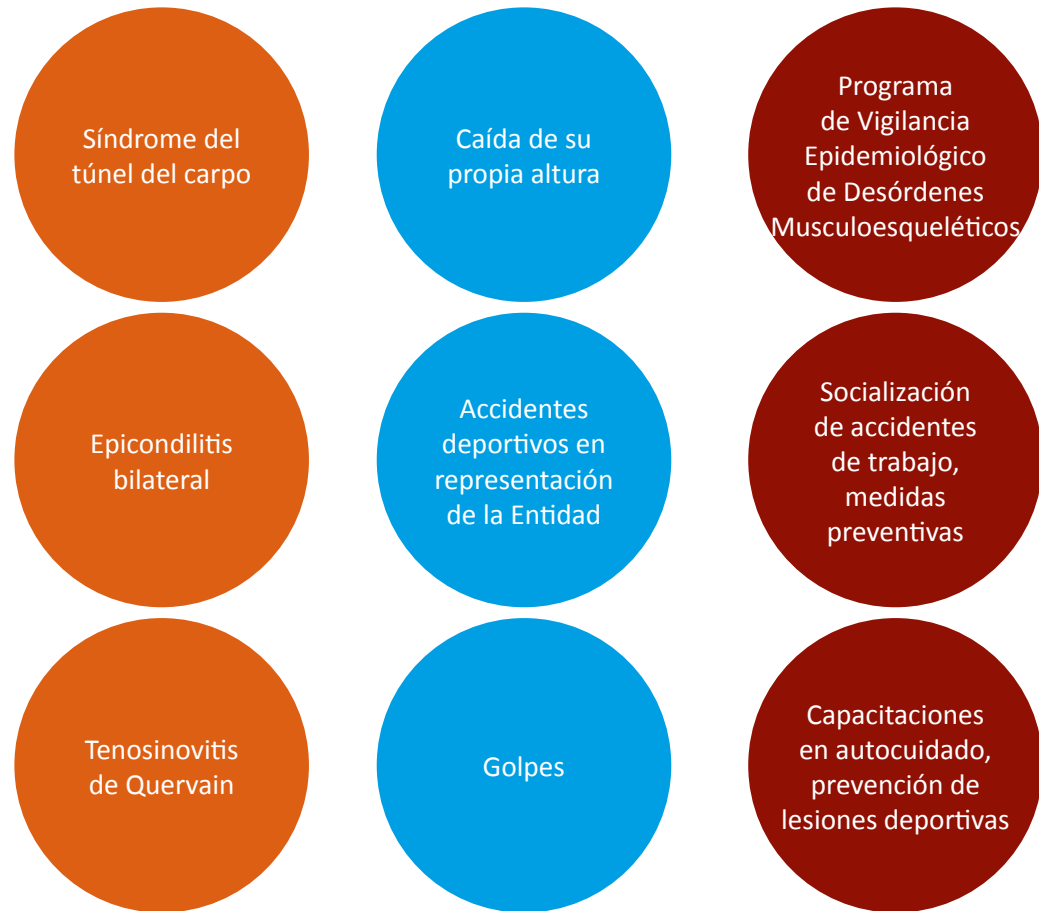 Síndrome del
túnel del carpo
Caída de su
propia altura
Programa
de Vigilancia
Epidemiológico
de Desórdenes
Musculoesqueléticos
Epicondilitis
bilateral
Accidentes
deportivos en
representación
de la Entidad
Socialización
de accidentes
de trabajo,
medidas
preventivas
Tenosinovitis
de Quervain
Golpes
Capacitaciones
en autocuidado,
prevención de
lesiones deportivas